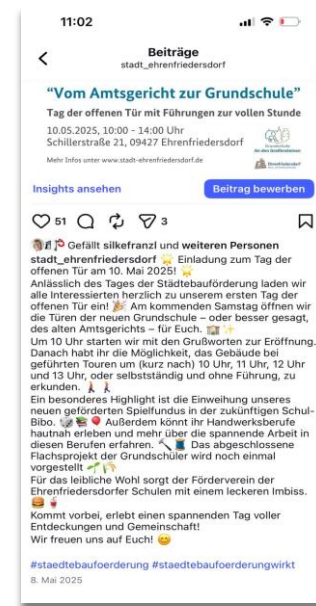 11:02
Beiträge
stadt_ehrenfriedersdorf
“Vom Amtsgericht zur Grundschule”
Tag der offenen Tür mit Führungen zur vollen Stunde
10.05.2025, 10:00 - 14:00 Uhr
Schillerstraße 21, 09427 Ehrenfriedersdorf
Mehr Infos unter www.stadt-ehrenfriedersdorf.de
Insights ansehen
Beitrag bewerben
51 3
Gefällt silkefranzl und weiteren Personen
stadt_ehrenfriedersdorf 🌟 Einladung zum Tag der
offenen Tür am 10. Mai 2025! 🌟
Anlässlich des Tages der Städtebauförderung laden wir
alle Interessierten herzlich zu unserem ersten Tag der
offenen Tür ein! 🎉 Am kommenden Samstag öffnen wir
die Türen der neuen Grundschule – oder besser gesagt,
des alten Amtsgerichts – für Euch. 🏫 ✨
Um 10 Uhr starten wir mit den Grußworten zur Eröffnung.
Danach habt ihr die Möglichkeit, das Gebäude bei
geführten Touren um (kurz nach) 10 Uhr, 11 Uhr, 12 Uhr
und 13 Uhr, oder selbstständig und ohne Führung, zu
erkunden. 🚶🚶
Ein besonderes Highlight ist die Einweihung unseres
neuen geförderten Spielfundus in der zukünftigen Schul-
Bibo. 🎲 📚 🎈 Außerdem könnt ihr Handwerksberufe
hautnah erleben und mehr über die spannende Arbeit in
diesen Berufen erfahren. 🔨 🧵 Das abgeschlossene
Flachsprojekt der Grundschüler wird noch einmal
vorgestellt 🌱 🌾
Für das leibliche Wohl sorgt der Förderverein der
Ehrenfriedersdorfer Schulen mit einem leckeren Imbiss.
🍔 🥤
Kommt vorbei, erlebt einen spannenden Tag voller
Entdeckungen und Gemeinschaft!
Wir freuen uns auf Euch! 😊
#staedtebaufoerderung #staedtebaufoerderungwirkt
8. Mai 2025